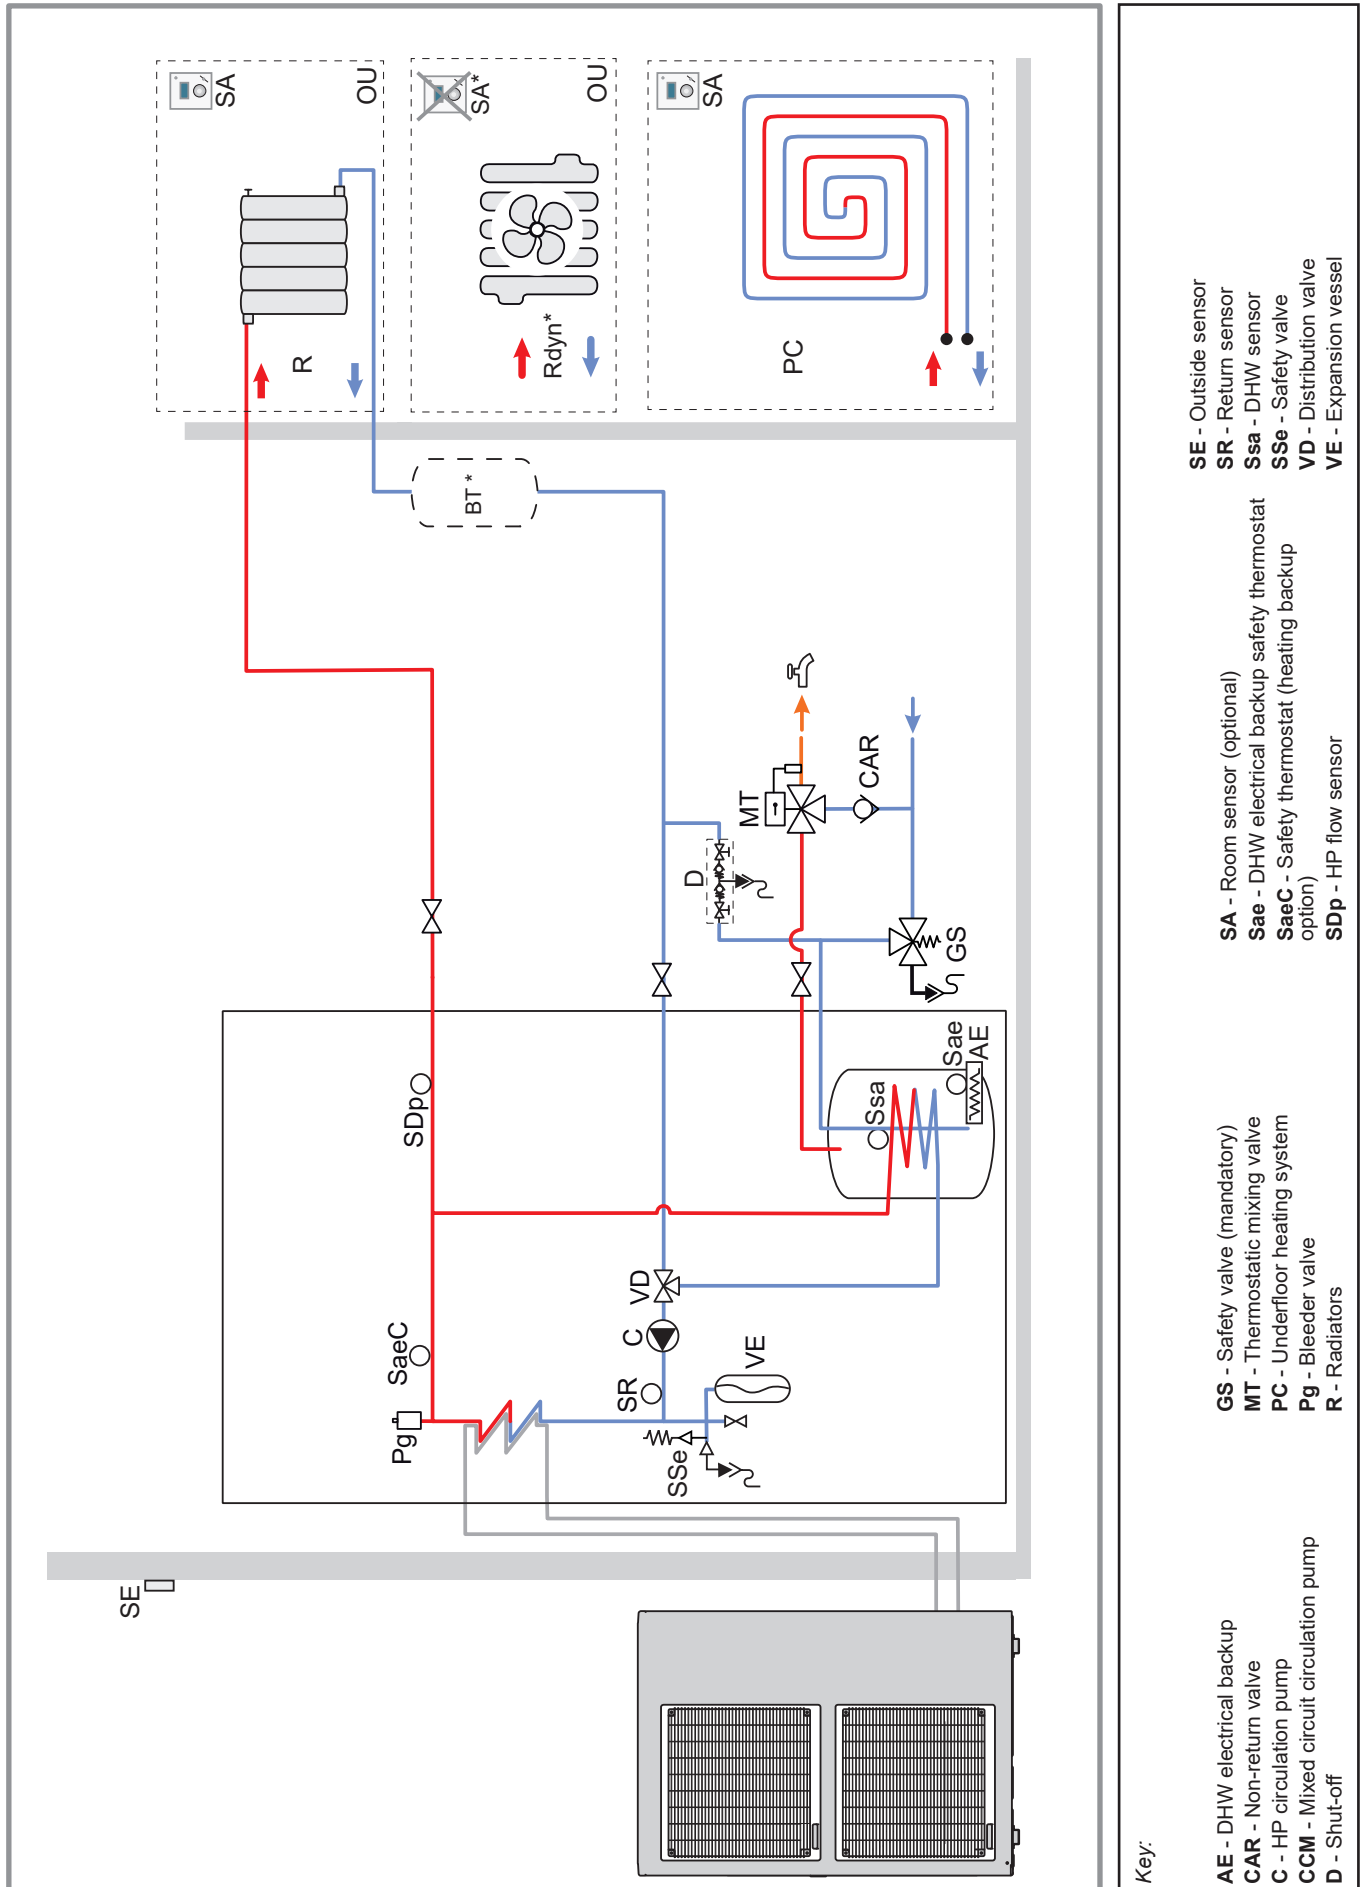 SE
Pg
SaeC
SDp
SSe
SR
C
VD
VE
Ssa
Sae
AE
D
MT
CAR
GS
BT *
SA
R
OU
SA*
Rdyn*
OU
SA
PC
Key:
AE - DHW electrical backup
CAR - Non-return valve
C - HP circulation pump
CCM - Mixed circuit circulation pump
D - Shut-off
GS - Safety valve (mandatory)
MT - Thermostatic mixing valve
PC - Underfloor heating system
Pg - Bleeder valve
R - Radiators
SA - Room sensor (optional)
Sae - DHW electrical backup safety thermostat
SaeC - Safety thermostat (heating backup
option)
SDp - HP flow sensor
SE - Outside sensor
SR - Return sensor
Ssa - DHW sensor
SSe - Safety valve
VD - Distribution valve
VE - Expansion vessel